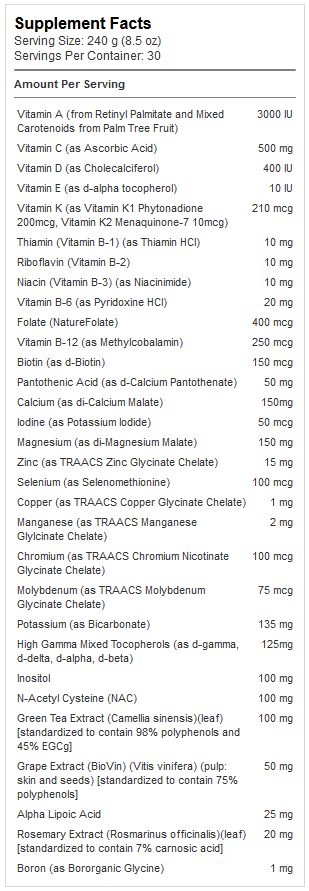 Supplement Facts
Serving Size: 240 g (8.5 oz)
Servings Per Container: 30
Amount Per Serving
Vitamin A (from Retinyl Palmitate and Mixed 3000 IU
Carotenoids from Palm Tree Fruit)
Vitamin C (as Ascorbic Acid) 500 mg
Vitamin D (as Cholecalciferol) 400 IU
Vitamin E (as d-alpha tocopherol) 10 IU
Vitamin K (as Vitamin K1 Phytonadione 210 mcg
200mcg, Vitamin K2 Menaquinone-7 10mcg)
Thiamin (Vitamin B-1) (as Thiamin HCl) 10 mg
Riboflavin (Vitamin B-2) 10 mg
Niacin (Vitamin B-3) (as Niacinimide) 10 mg
Vitamin B-6 (as Pyridoxine HCl) 20 mg
Folate (NatureFolate) 400 mcg
Vitamin B-12 (as Methylcobalamin) 250 mcg
Biotin (as d-Biotin) 150 mcg
Pantothenic Acid (as d-Calcium Pantothenate) 50 mg
Calcium (as di-Calcium Malate) 150mg
Iodine (as Potassium Iodide) 50 mcg
Magnesium (as di-Magnesium Malate) 150 mg
Zinc (as TRAACS Zinc Glycinate Chelate) 15 mg
Selenium (as Selenomethionine) 100 mcg
Copper (as TRAACS Copper Glycinate Chelate) 1 mg
Manganese (as TRAACS Manganese 2 mg
Glylcinate Chelate)
Chromium (as TRAACS Chromium Nicotinate 100 mcg
Glycinate Chelate)
Molybdenum (as TRAACS Molybdenum 75 mcg
Glycinate Chelate)
Potassium (as Bicarbonate) 135 mg
High Gamma Mixed Tocopherols (as d-gamma, 125mg
d-delta, d-alpha, d-beta)
Inositol 100 mg
N-Acetyl Cysteine (NAC) 100 mg
Green Tea Extract (Camellia sinensis)(leaf) 100 mg
[standardized to contain 98% polyphenols and
45% EGCg]
Grape Extract (BioVin) (Vitis vinifera) (pulp: 50 mg
skin and seeds) [standardized to contain 75%
polyphenols]
Alpha Lipoic Acid 25 mg
Rosemary Extract (Rosmarinus officinalis)(leaf) 20 mg
[standardized to contain 7% carnosic acid]
Boron (as Bororganic Glycine) 1 mg